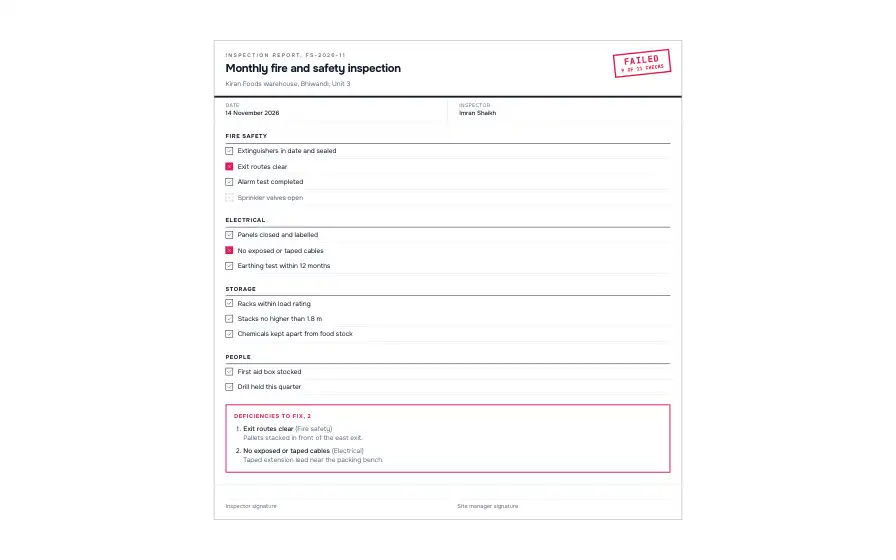 INSPECTION REPORT, FS-2026-11
Monthly fire and safety inspection
Kiran Foods warehouse, Bhiwandi, Unit 3
FAILED
9 OF 11 CHECKS
DATE
14 November 2026
INSPECTOR
Imran Shaikh
FIRE SAFETY
Extinguishers in date and sealed
Exit routes clear
Alarm test completed
Sprinkler valves open
ELECTRICAL
Panels closed and labelled
No exposed or taped cables
Earthing test within 12 months
STORAGE
Racks within load rating
Stacks no higher than 1.8 m
Chemicals kept apart from food stock
PEOPLE
First aid box stocked
Drill held this quarter
DEFICIENCIES TO FIX, 2
1. Exit routes clear (Fire safety)
Pallets stacked in front of the east exit.
2. No exposed or taped cables (Electrical)
Taped extension lead near the packing bench.
Inspector signature
Site manager signature